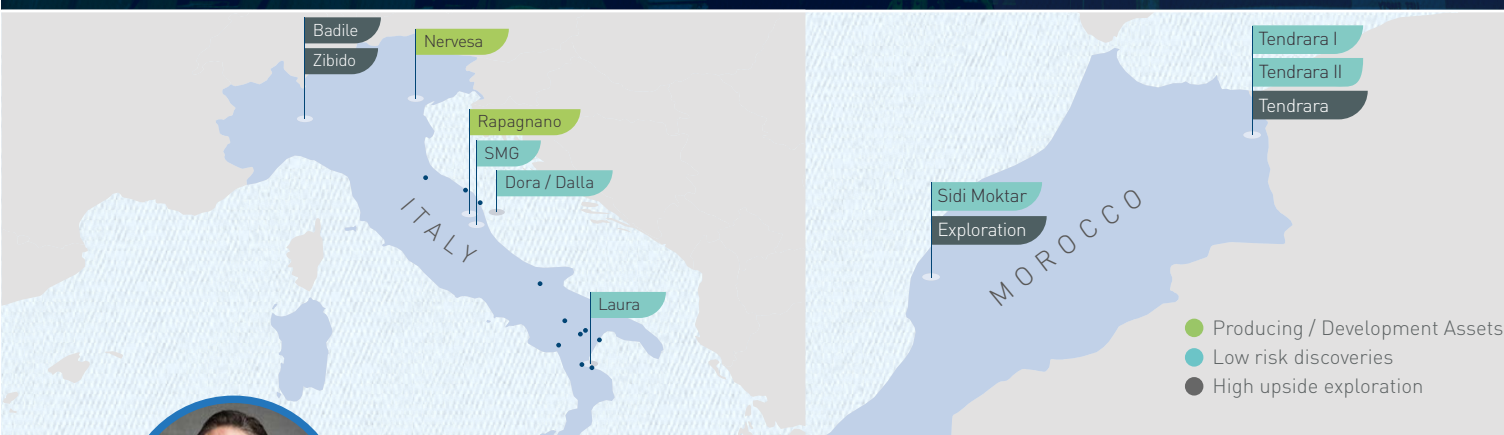 Badile
Zibido
Nervesa
Rapagnano
SMG
Dora / Dalla
ITALY
Laura
Tendrara I
Tendrara II
Tendrara
Sidi Moktar
Exploration
MOROCCO
Producing / Development Assets
Low risk discoveries
High upside exploration